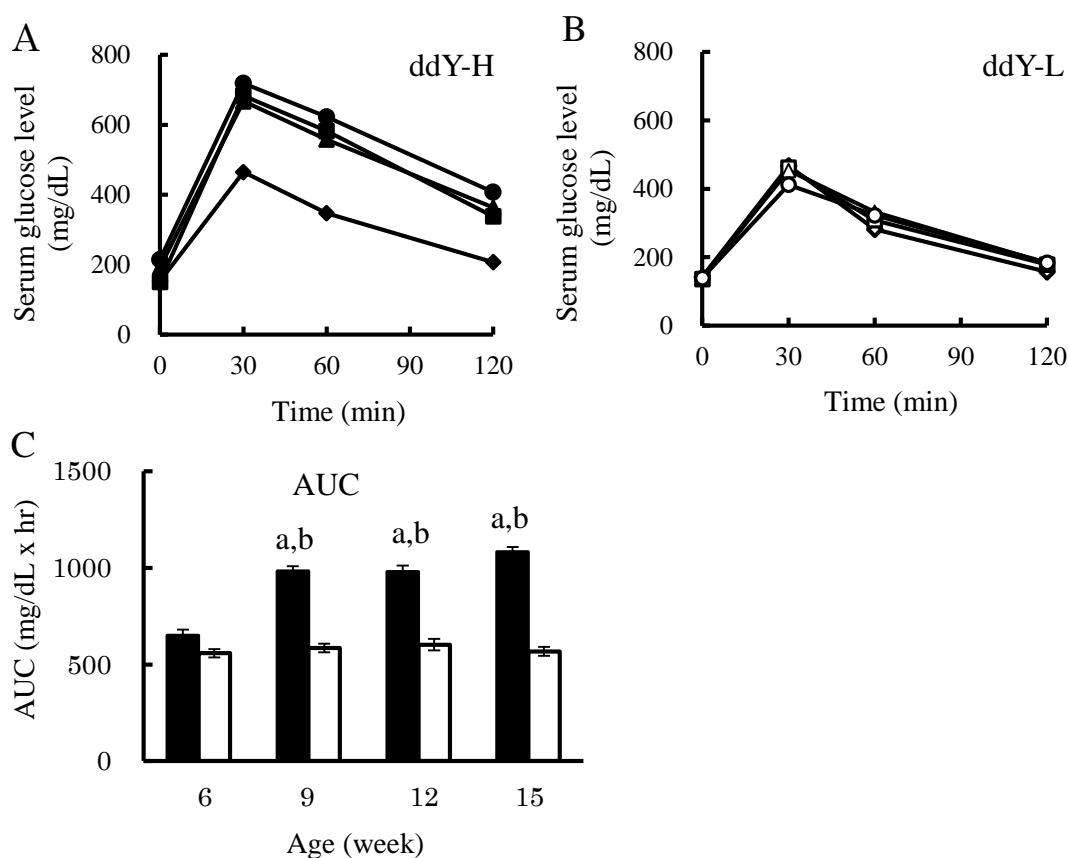 A
ddY-H
Serum glucose level
(mg/dL)
800
600
400
200
0
0 30 60 90 120
Time (min)
B
ddY-L
Serum glucose level
(mg/dL)
800
600
400
200
0
0 30 60 90 120
Time (min)
C
AUC
AUC (mg/dL x hr)
1500
1000
500
0
a,b a,b a,b
6 9 12 15
Age (week)